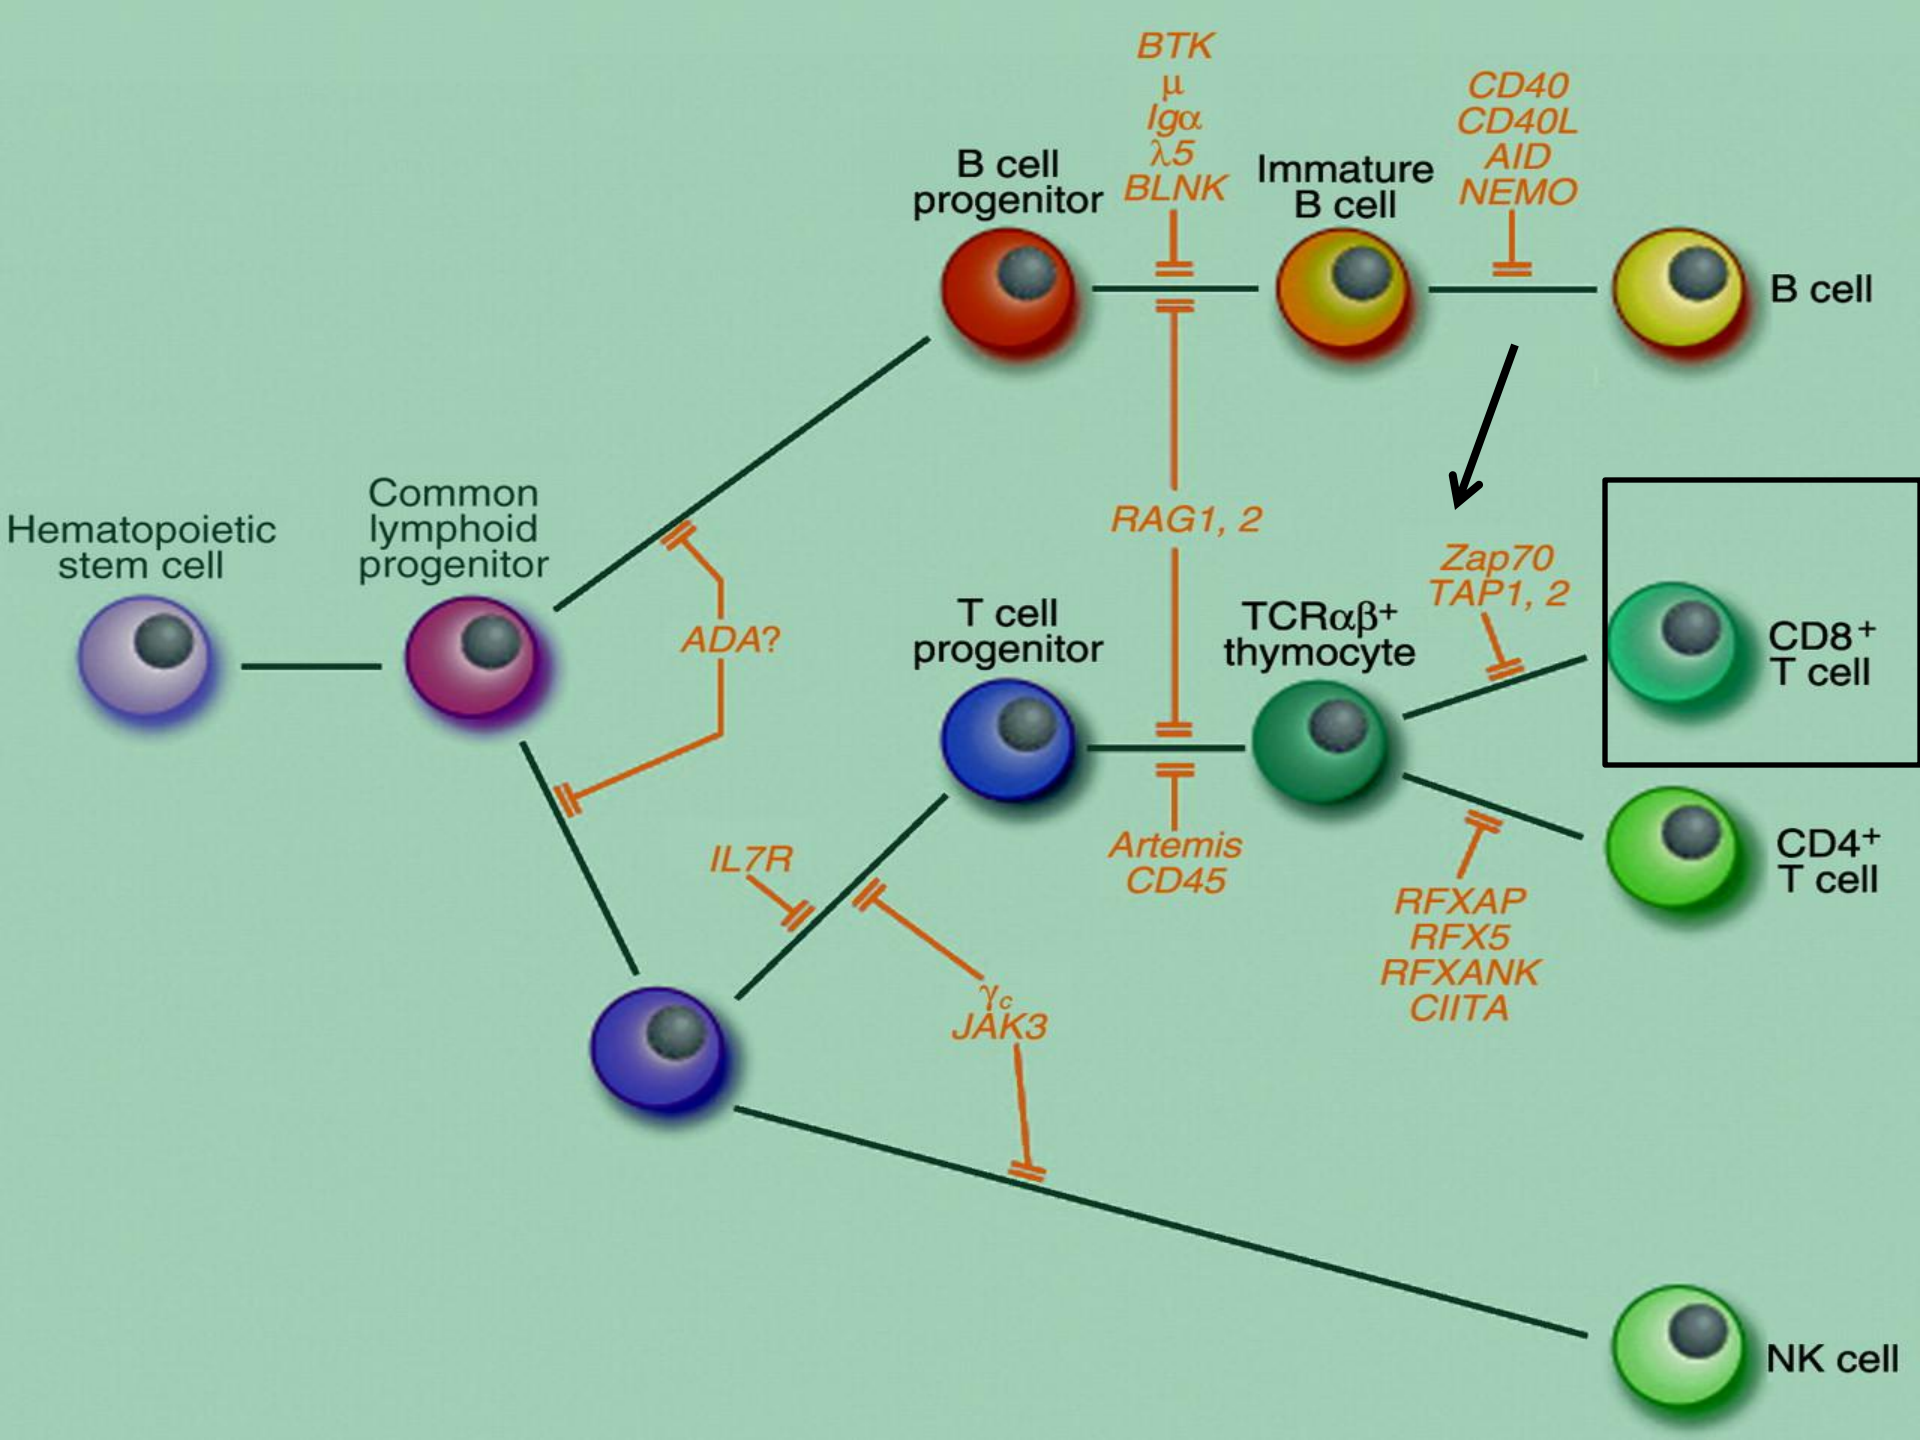 BTK
μ
Igα
λ5
BLNK
CD40
CD40L
AID
NEMO
B cell
progenitor
Immature
B cell
B cell
Hematopoietic
stem cell
Common
lymphoid
progenitor
ADA?
RAG1, 2
Zap70
TAP1, 2
T cell
progenitor
TCRαβ+
thymocyte
CD8+
T cell
IL7R
Artemis
CD45
CD4+
T cell
RFXAP
RFX5
RFXANK
CIITA
γc
JAK3
NK cell